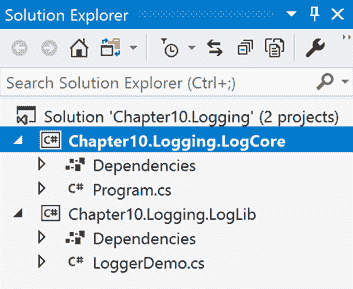 Solution Explorer
Search Solution Explorer (Ctrl+;)
Solution 'Chapter10.Logging' (2 projects)
C# Chapter10.Logging.LogCore
Dependencies
C# Program.cs
C# Chapter10.Logging.LogLib
Dependencies
C# LoggerDemo.cs